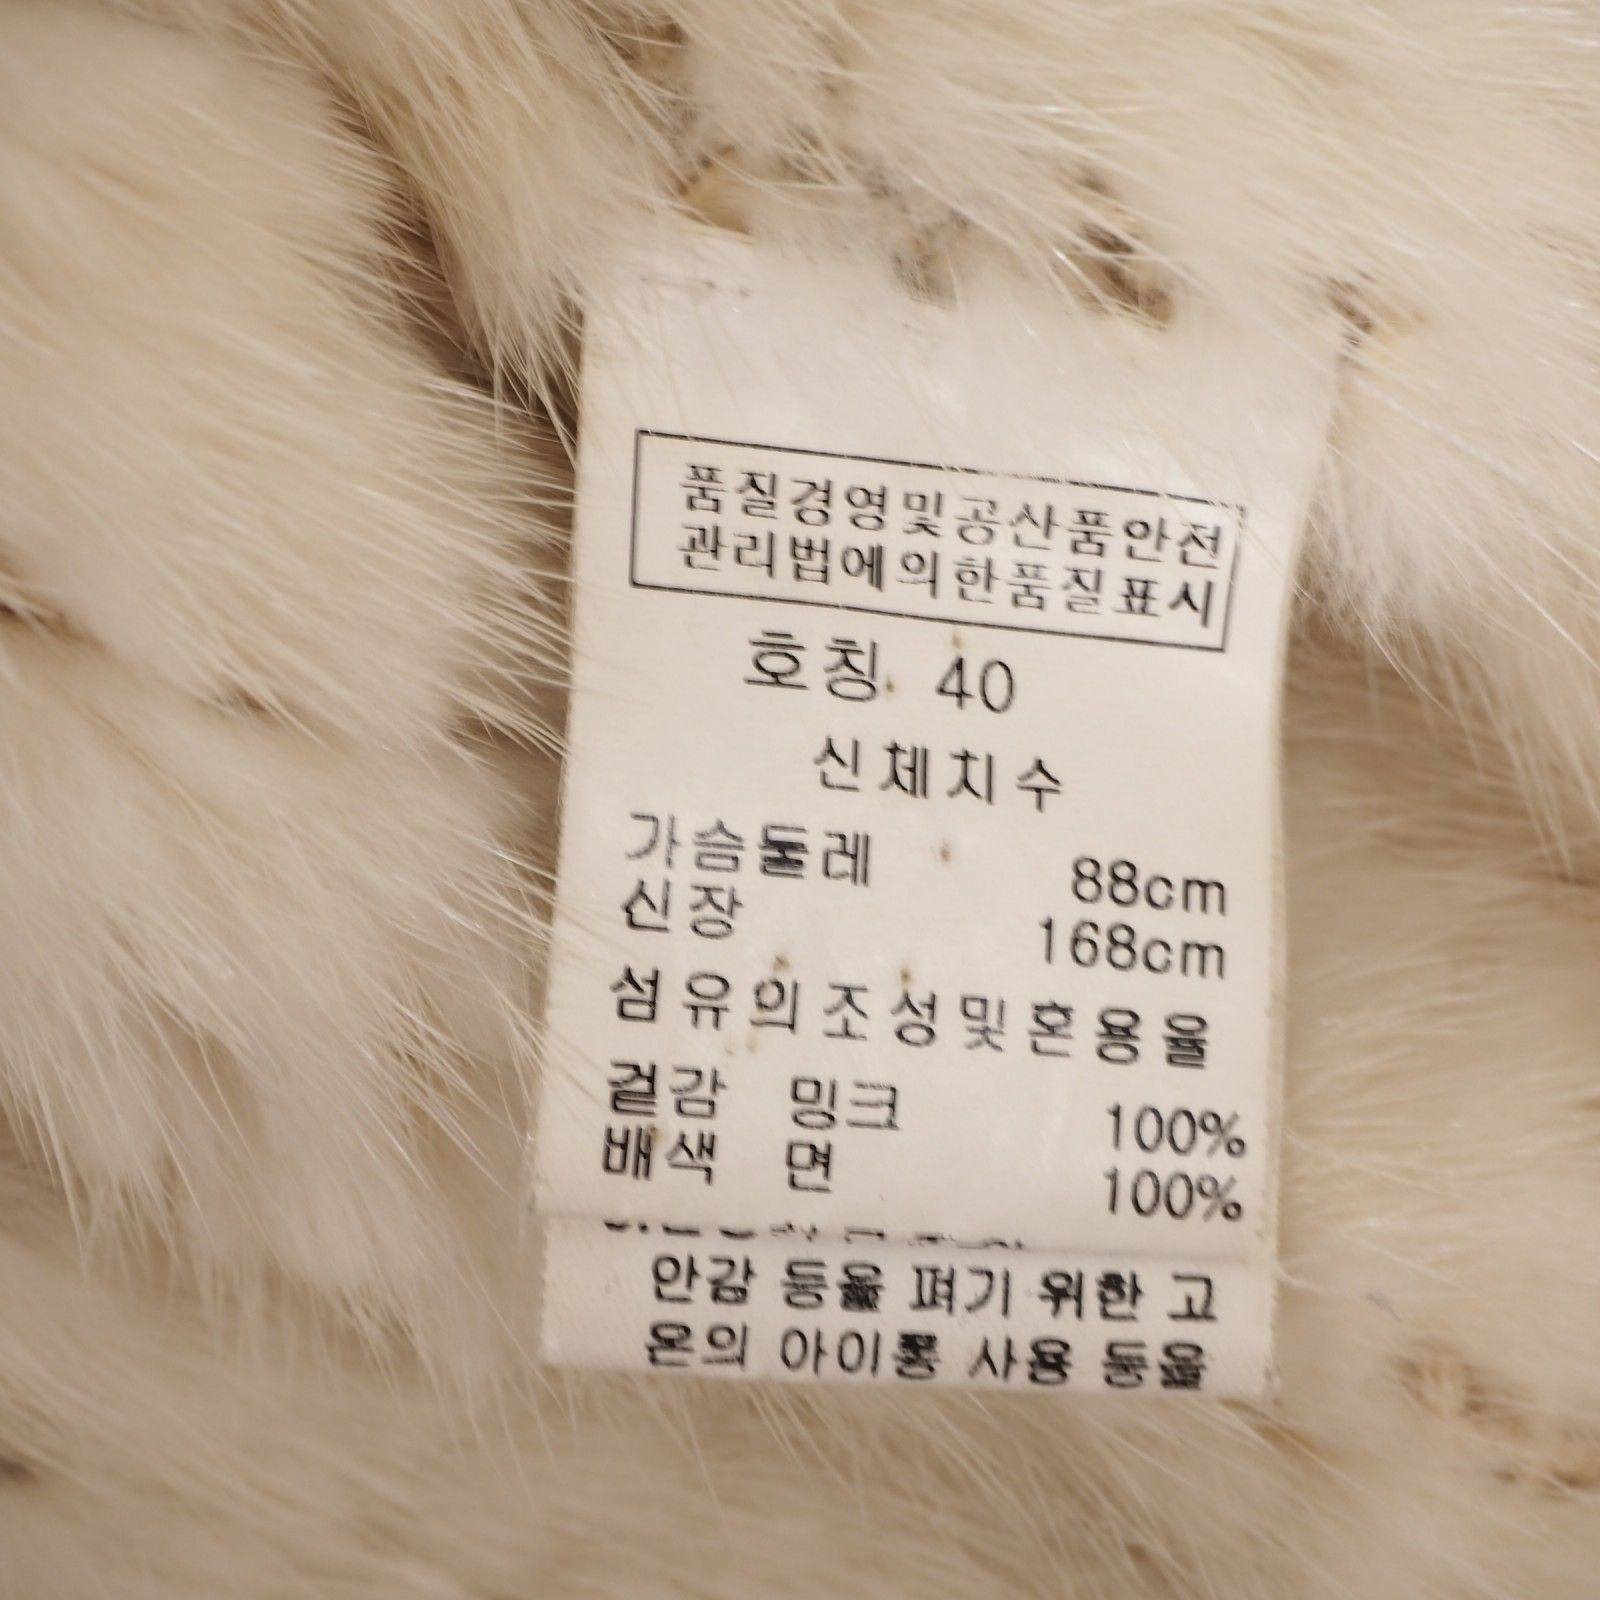 품질경영및공산품안전
관리법에의한품질표시
호칭 40
신체치수
가슴둘레 88cm
신장 168cm
섬유의조성및혼용율
겉감 밍크 100%
배색 면 100%
안감 등을 펴기 위한 고
온의 아이롱 사용 등을